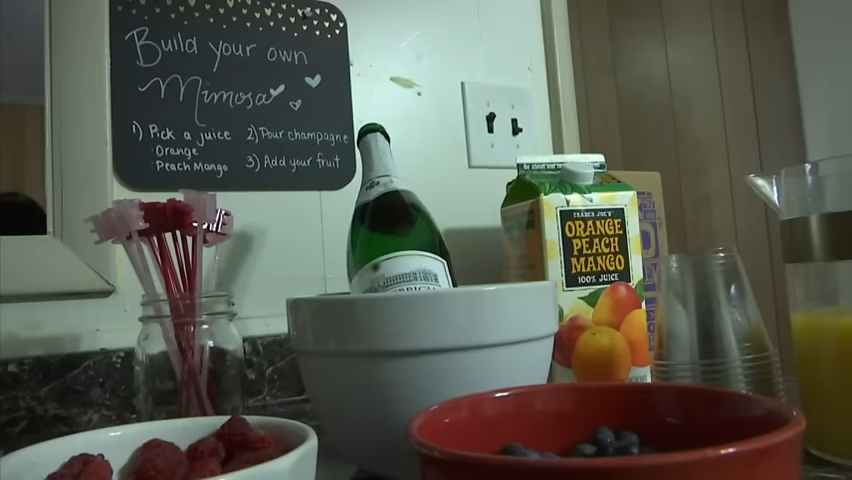 Build your own
Mimosa
1) Pick a juice
·Orange
·Peach Mango
2) Pour champagne
3) Add your fruit
TRADER JOE'S
ORANGE
PEACH
MANGO
100% JUICE